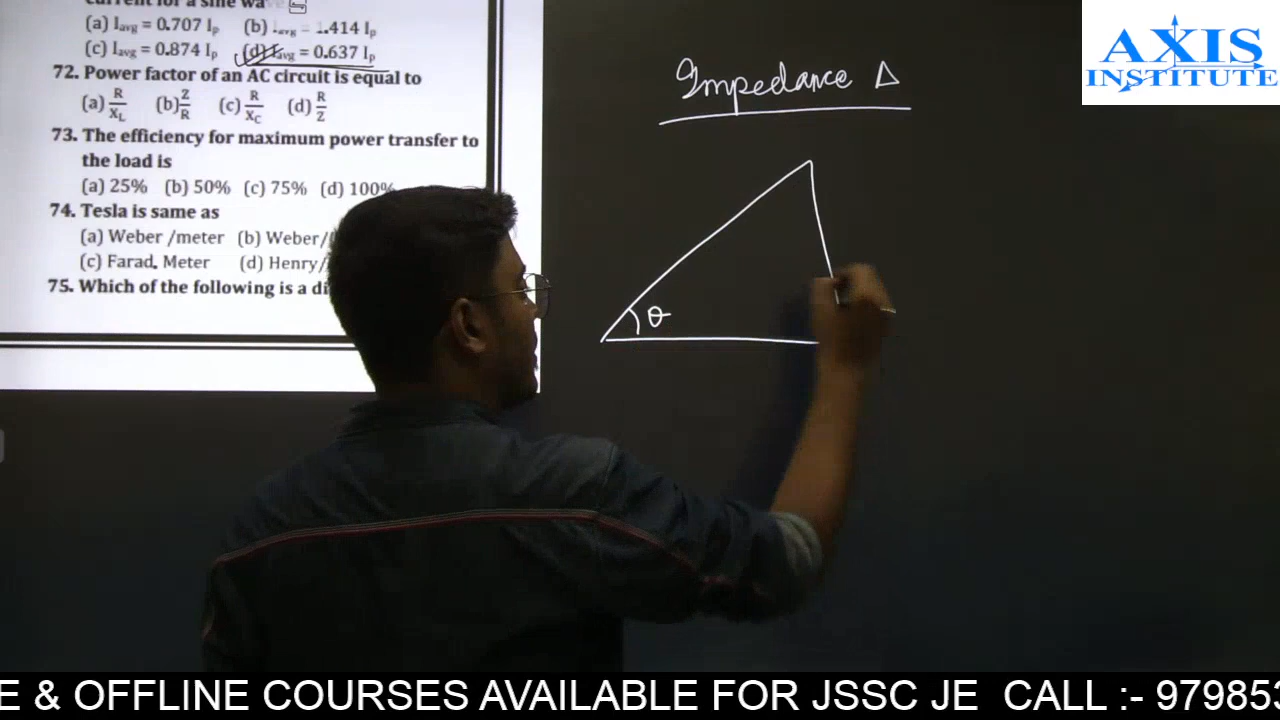 (a) Iavg = 0.707 Ip (b) Iavg = 1.414 Ip
(c) Iavg = 0.874 Ip (d) Iavg = 0.637 Ip
72. Power factor of an AC circuit is equal to
(a) R/XL (b) Z/R (c) R/XC (d) R/Z
73. The efficiency for maximum power transfer to
the load is
(a) 25% (b) 50% (c) 75% (d) 100%
74. Tesla is same as
(a) Weber /meter (b) Weber/
(c) Farad. Meter (d) Henry/
75. Which of the following is a
Impedance Δ
θ
AXIS
INSTITUTE
E & OFFLINE COURSES AVAILABLE FOR JSSC JE CALL :- 97985